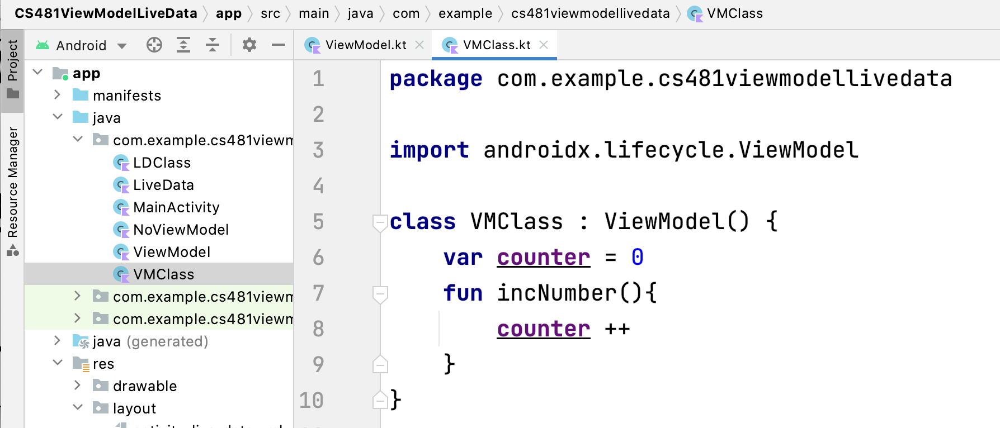 CS481ViewModelLiveData app src main java com example cs481viewmodellivedata VMClass
Project
Resource Manager
Android
app
manifests
java
com.example.cs481viewm
LDClass
LiveData
MainActivity
NoViewModel
ViewModel
VMClass
com.example.cs481viewm
com.example.cs481viewm
java (generated)
res
drawable
layout
ViewModel.kt VMClass.kt
1 package com.example.cs481viewmodellivedata
2
3 import androidx.lifecycle.ViewModel
4
5 class VMClass : ViewModel() {
6 var counter = 0
7 fun incNumber(){
8 counter ++
9 }
10 }